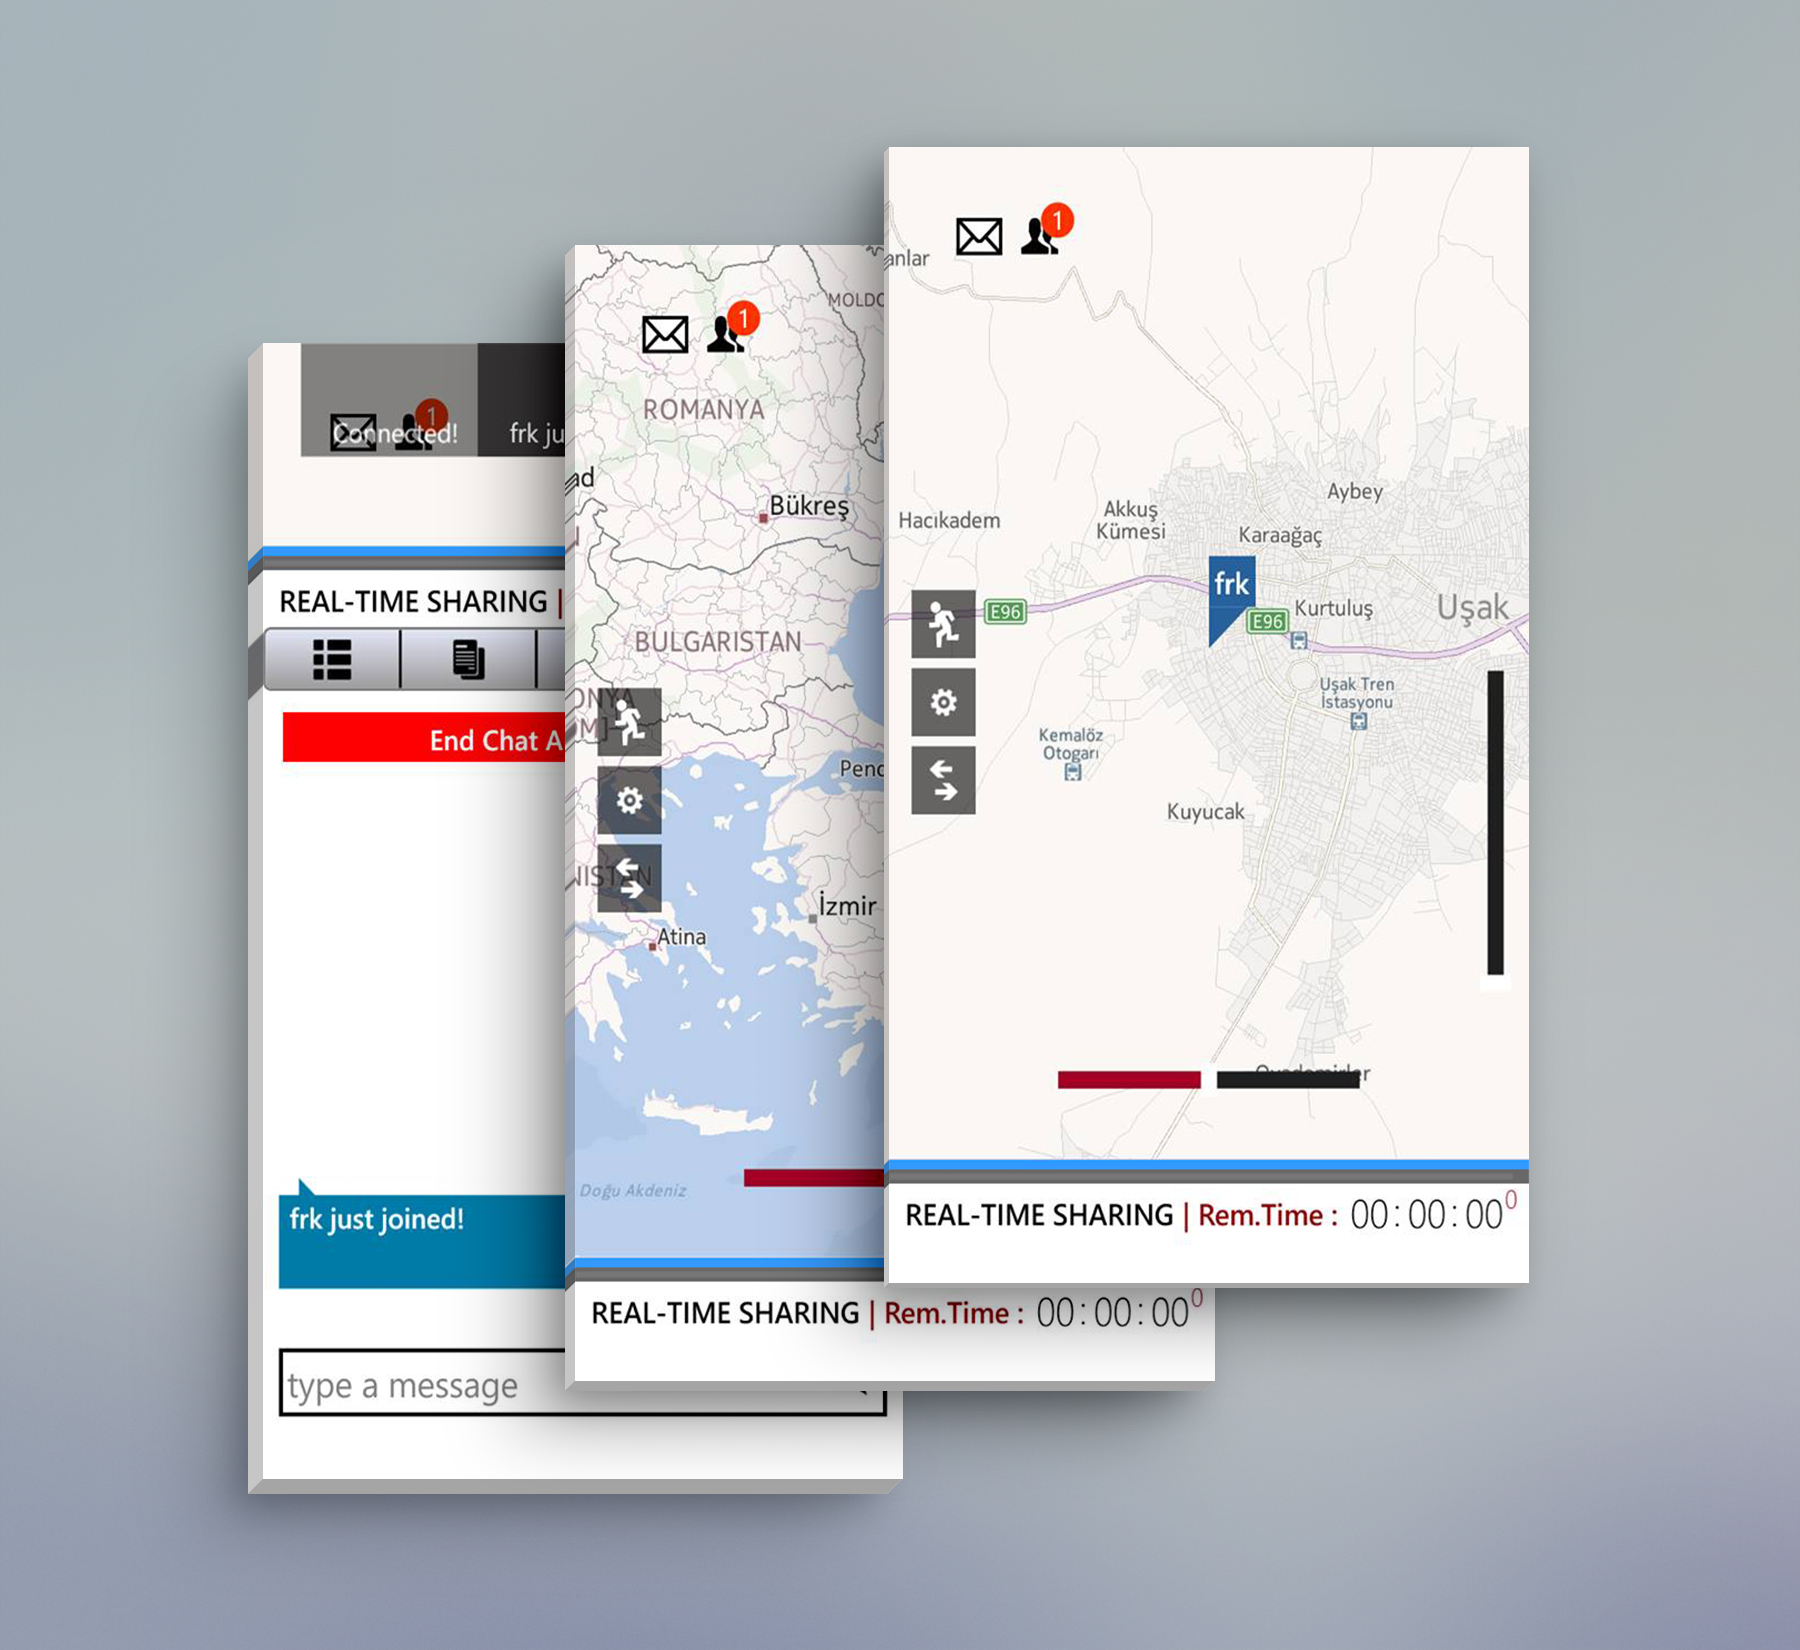 1
Connected!
frk ju
REAL-TIME SHARING |
End Chat A
frk just joined!
type a message
1
MOLDO
ROMANYA
ad
Bükreş
BULGARISTAN
ONYA
Pend
NISTAN
İzmir
Atina
Doğu Akdeniz
REAL-TIME SHARING | Rem.Time : 00:00:00 0
1
anlar
Aybey
Hacıkadem
Akkuş
Kümesi
Karaağaç
frk
E96
E96
Kurtuluş
Uşak
Uşak Tren
İstasyonu
Kemalöz
Otogarı
Kuyucak
REAL-TIME SHARING | Rem.Time : 00:00:00 0